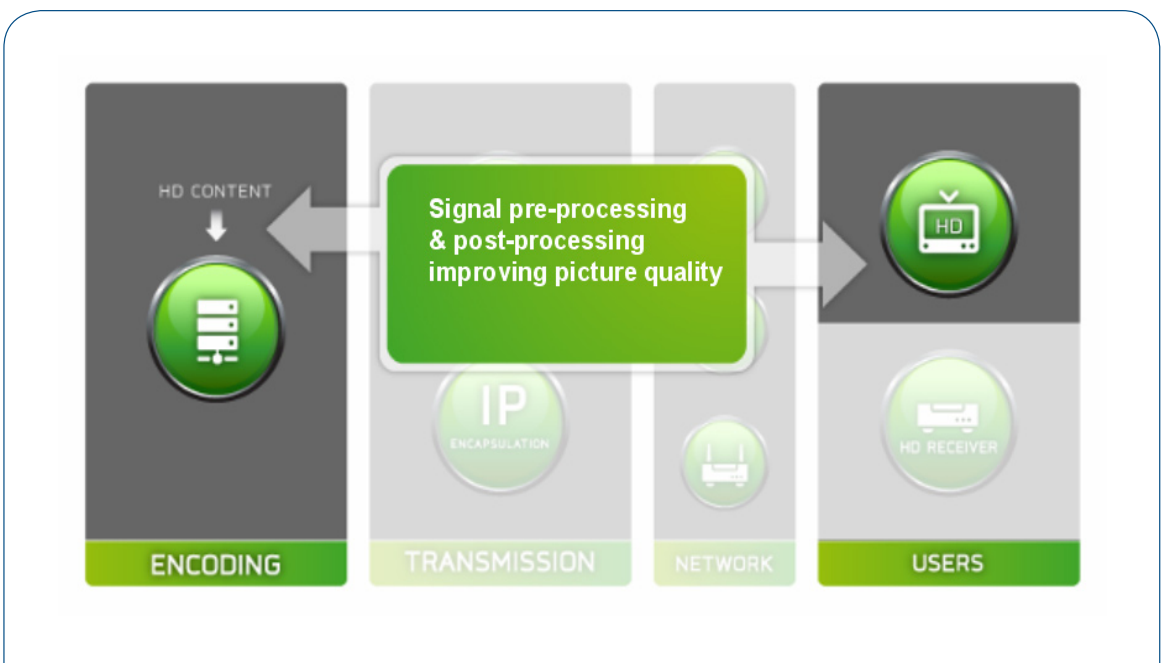 HD CONTENT
Signal pre-processing
& post-processing
improving picture quality
HD
IP
ENCAPSULATION
HD RECEIVER
ENCODING
TRANSMISSION
NETWORK
USERS